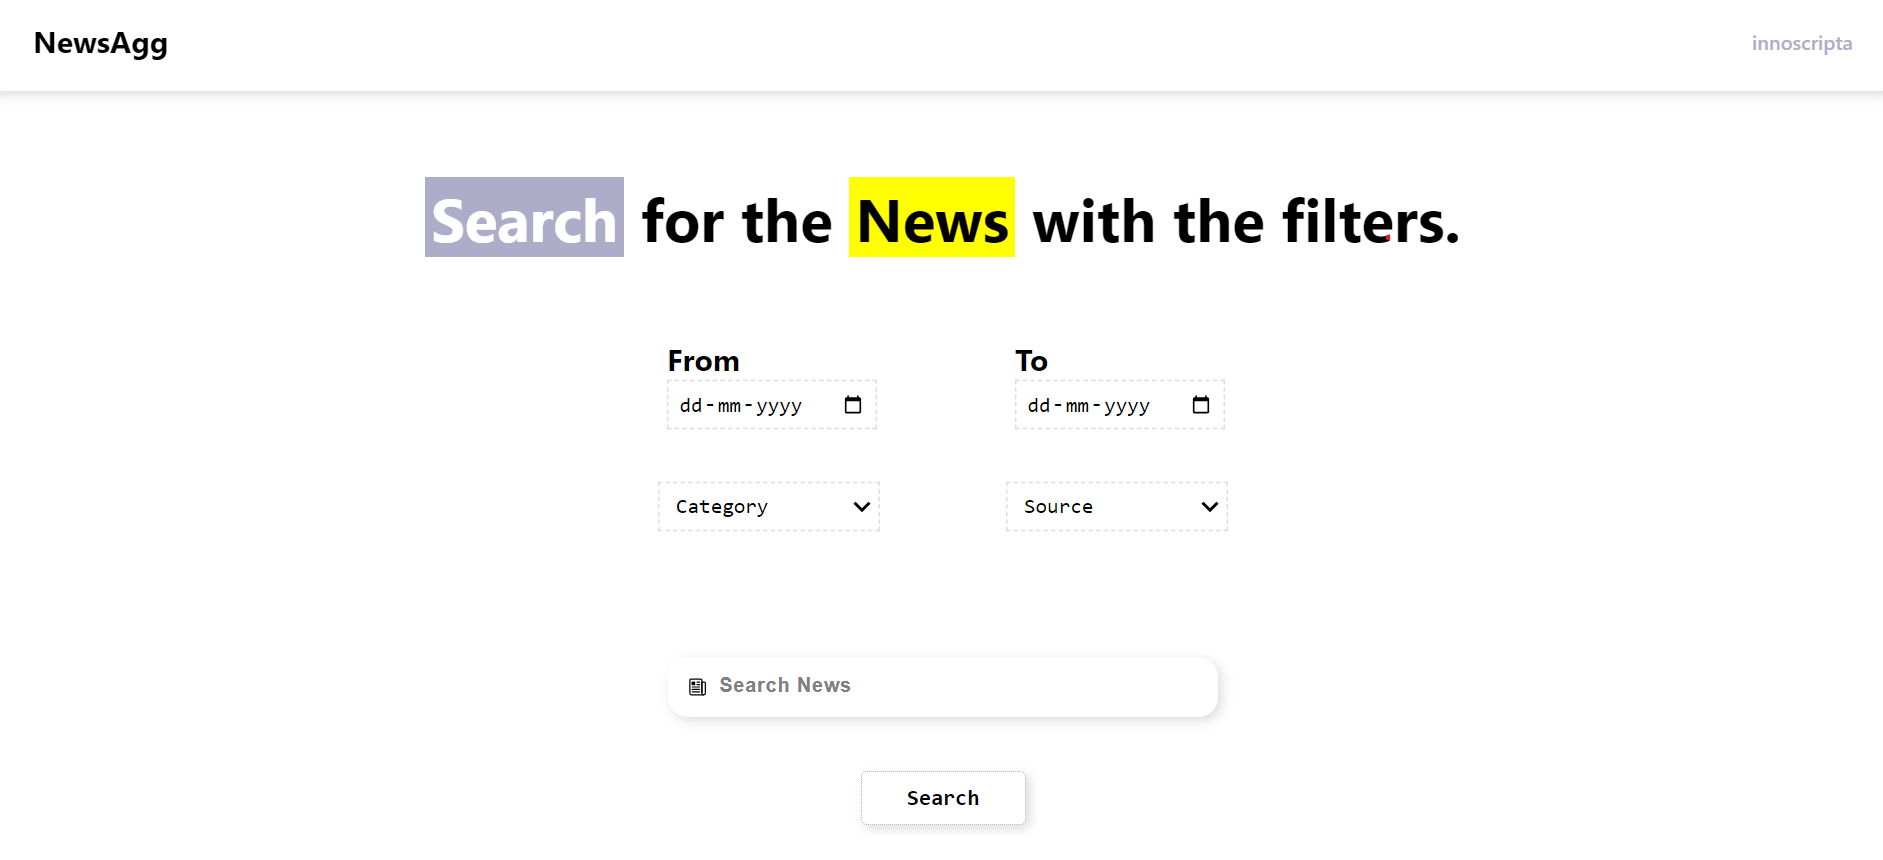 NewsAgg innoscripta
Search for the News with the filters.
From To
dd-mm-yyyy dd-mm-yyyy
Category Source
Search News
Search